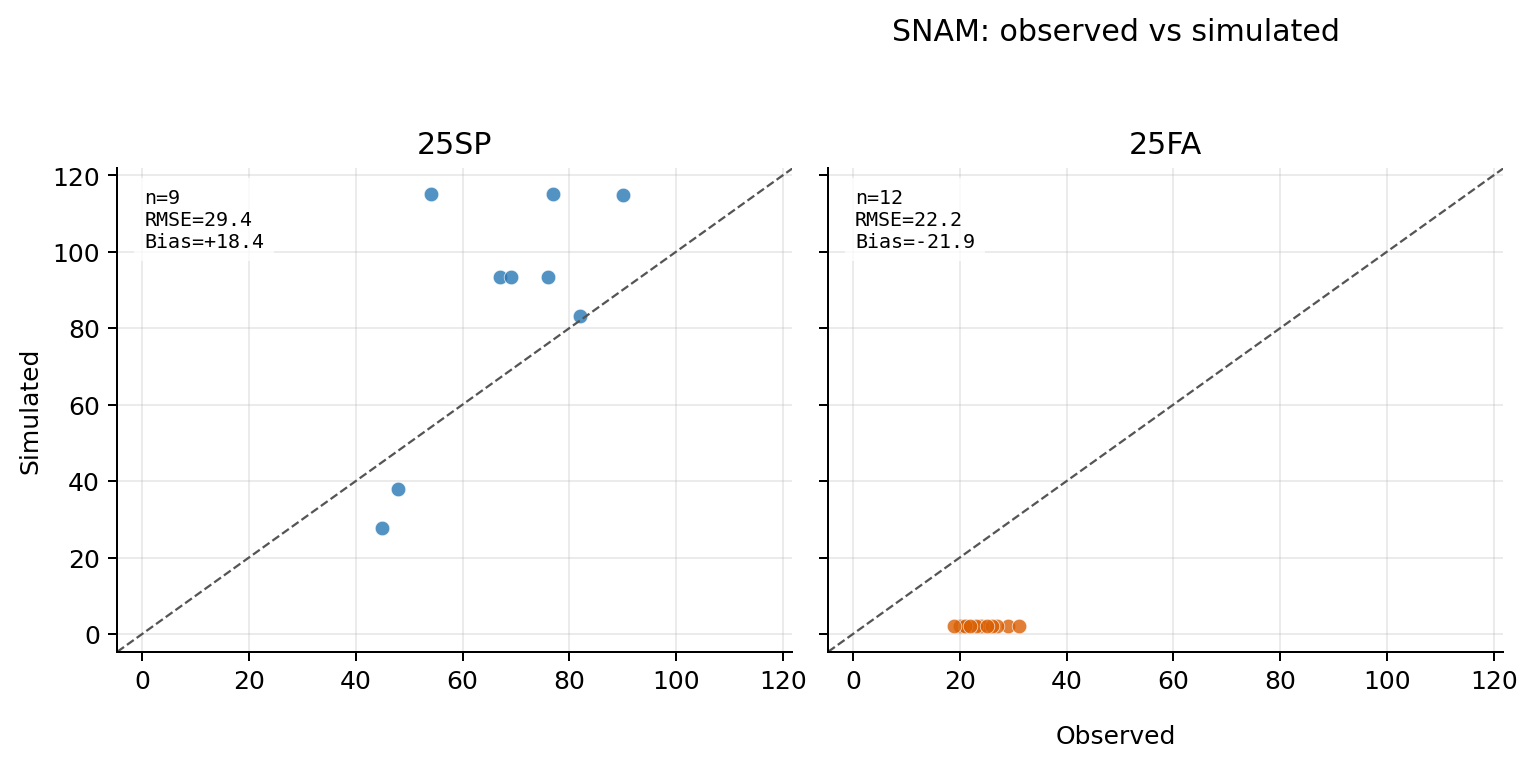 SNAM: observed vs simulated
25SP
25FA
n=9
RMSE=29.4
Bias=+18.4
n=12
RMSE=22.2
Bias=-21.9
120
100
80
60
40
20
0
Simulated
0 20 40 60 80 100 120
0 20 40 60 80 100 120
Observed